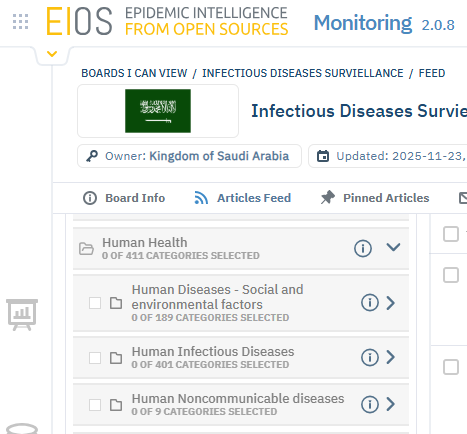 EIOS EPIDEMIC INTELLIGENCE
FROM OPEN SOURCES
Monitoring 2.0.8
BOARDS I CAN VIEW / INFECTIOUS DISEASES SURVIELLANCE / FEED
Infectious Diseases Survie
Owner: Kingdom of Saudi Arabia
Updated: 2025-11-23,
Board Info
Articles Feed
Pinned Articles
Human Health
0 OF 411 CATEGORIES SELECTED
Human Diseases - Social and
environmental factors
0 OF 189 CATEGORIES SELECTED
Human Infectious Diseases
0 OF 401 CATEGORIES SELECTED
Human Noncommunicable diseases
0 OF 9 CATEGORIES SELECTED